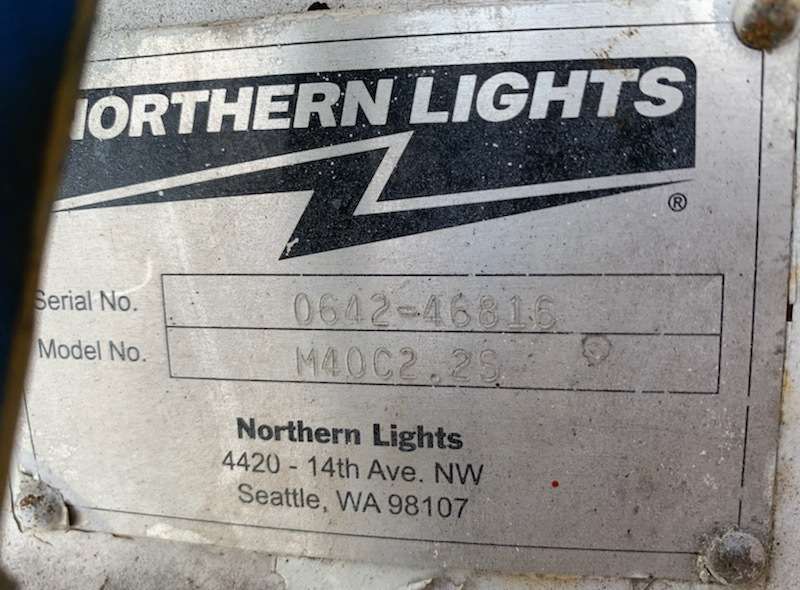 NORTHERN LIGHTS
®
Serial No. 0642-46816
Model No. M40C2.2S
Northern Lights
4420 - 14th Ave. NW
Seattle, WA 98107